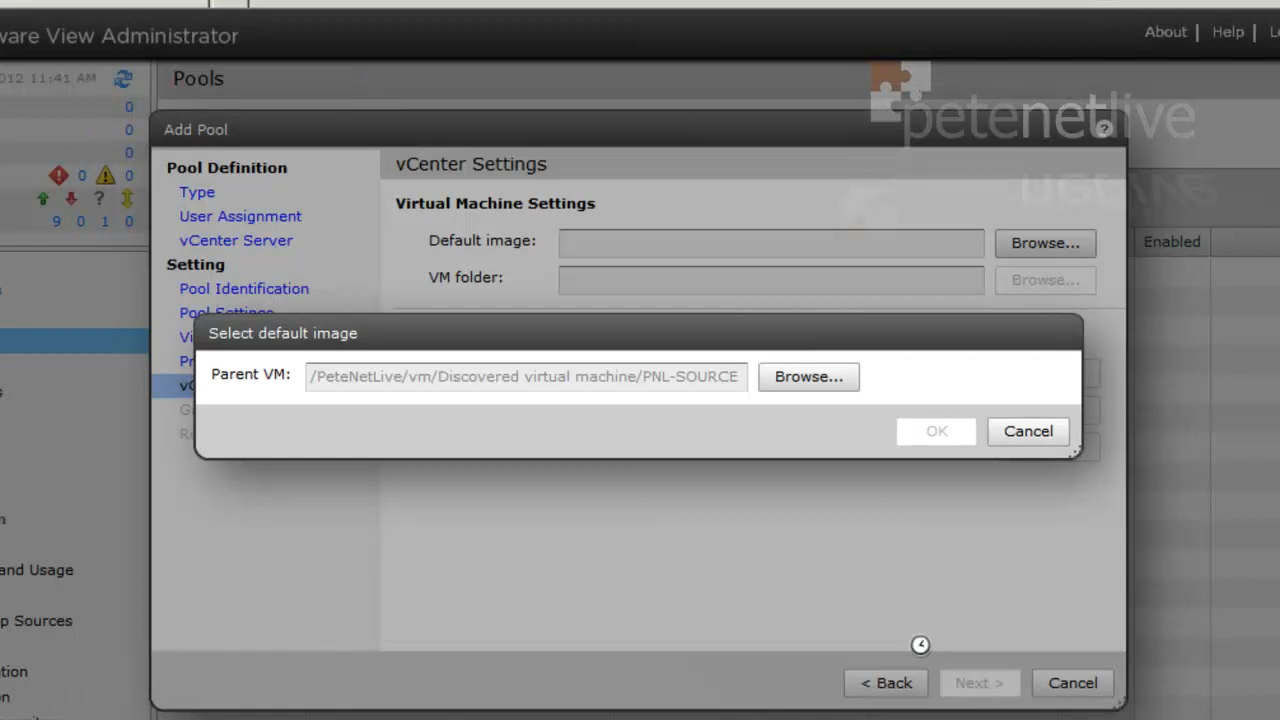 ware View Administrator
About | Help |
012 11:41 AM
Pools
petenetlive
0
Add Pool
?
0
0
Pool Definition
vCenter Settings
0 0
Type
Virtual Machine Settings
?
User Assignment
9 0 1 0
vCenter Server
Default image:
Browse...
Enabled
Setting
VM folder:
Browse...
Pool Identification
Pool Settings
Select default image
Parent VM:
/PeteNetLive/vm/Discovered virtual machine/PNL-SOURCE
Browse...
OK
Cancel
and Usage
p Sources
tion
n
< Back
Next >
Cancel